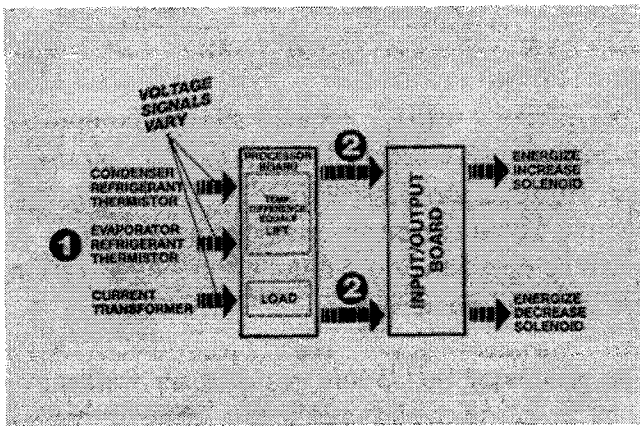 VOLTAGE
SIGNALS
VARY
CONDENSER
REFRIGERANT
THERMISTOR
1
EVAPORATOR
REFRIGERANT
THERMISTOR
CURRENT
TRANSFORMER
PROCESSOR
BOARD
TEMP
DIFFERENCE
EQUALS
LIFT
LOAD
2
2
INPUT/OUTPUT
BOARD
ENERGIZE
INCREASE
SOLENOID
ENERGIZE
DECREASE
SOLENOID